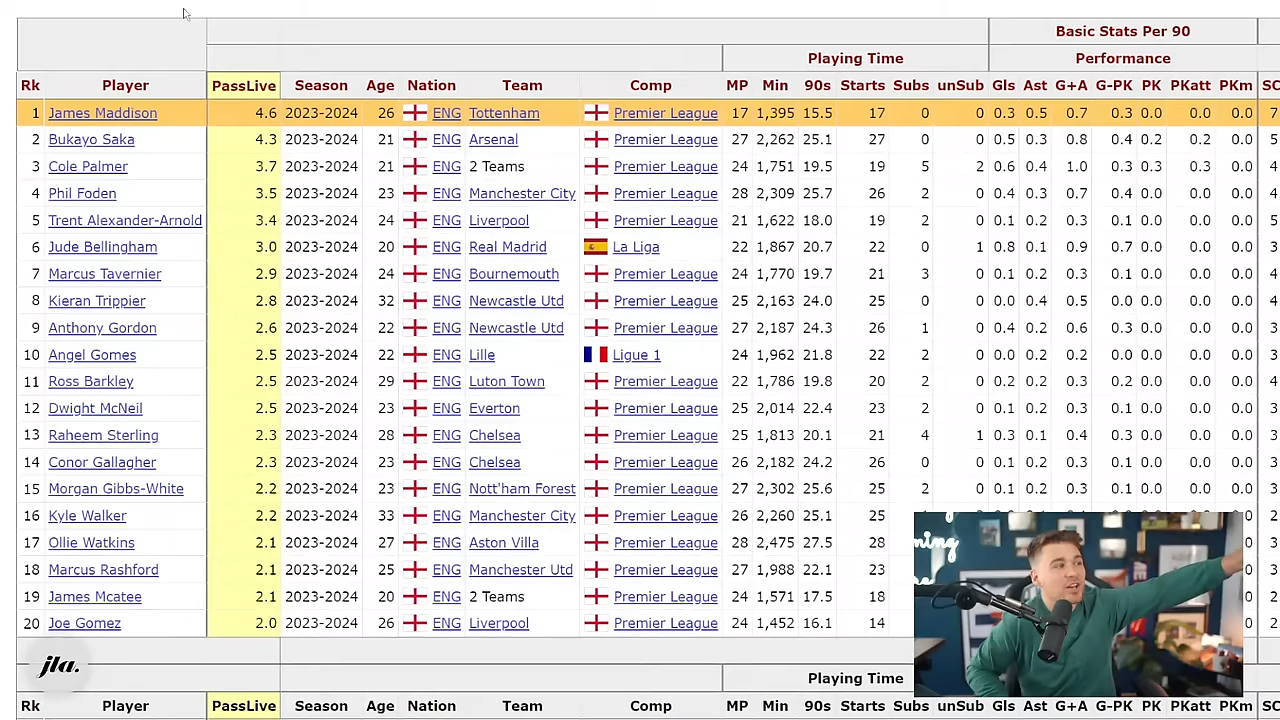 Basic Stats Per 90
Playing Time Performance
Rk Player PassLive Season Age Nation Team Comp MP Min 90s Starts Subs unSub Gls Ast G+A G-PK PK PKatt PKm SC
1 James Maddison 4.6 2023-2024 26 ENG Tottenham Premier League 17 1,395 15.5 17 0 0 0.3 0.5 0.7 0.3 0.0 0.0 0.0 7
2 Bukayo Saka 4.3 2023-2024 21 ENG Arsenal Premier League 27 2,262 25.1 27 0 0 0.5 0.3 0.8 0.4 0.2 0.2 0.0 5
3 Cole Palmer 3.7 2023-2024 21 ENG 2 Teams Premier League 24 1,751 19.5 19 5 2 0.6 0.4 1.0 0.3 0.3 0.3 0.0 4
4 Phil Foden 3.5 2023-2024 23 ENG Manchester City Premier League 28 2,309 25.7 26 2 0 0.4 0.3 0.7 0.4 0.0 0.0 0.0 4
5 Trent Alexander-Arnold 3.4 2023-2024 24 ENG Liverpool Premier League 21 1,622 18.0 19 2 0 0.1 0.2 0.3 0.1 0.0 0.0 0.0 5
6 Jude Bellingham 3.0 2023-2024 20 ENG Real Madrid La Liga 22 1,867 20.7 22 0 1 0.8 0.1 0.9 0.7 0.0 0.0 0.0 3
7 Marcus Tavernier 2.9 2023-2024 24 ENG Bournemouth Premier League 24 1,770 19.7 21 3 0 0.1 0.2 0.3 0.1 0.0 0.0 0.0 4
8 Kieran Trippier 2.8 2023-2024 32 ENG Newcastle Utd Premier League 25 2,163 24.0 25 0 0 0.0 0.4 0.5 0.0 0.0 0.0 0.0 4
9 Anthony Gordon 2.6 2023-2024 22 ENG Newcastle Utd Premier League 27 2,187 24.3 26 1 0 0.4 0.2 0.6 0.3 0.0 0.0 0.0 3
10 Angel Gomes 2.5 2023-2024 22 ENG Lille Ligue 1 24 1,962 21.8 22 2 0 0.0 0.2 0.2 0.0 0.0 0.0 0.0 3
11 Ross Barkley 2.5 2023-2024 29 ENG Luton Town Premier League 22 1,786 19.8 20 2 0 0.2 0.2 0.3 0.2 0.0 0.0 0.0 4
12 Dwight McNeil 2.5 2023-2024 23 ENG Everton Premier League 25 2,014 22.4 23 2 0 0.1 0.2 0.3 0.1 0.0 0.0 0.0 3
13 Raheem Sterling 2.3 2023-2024 28 ENG Chelsea Premier League 25 1,813 20.1 21 4 1 0.3 0.1 0.4 0.3 0.0 0.0 0.0 3
14 Conor Gallagher 2.3 2023-2024 23 ENG Chelsea Premier League 26 2,182 24.2 26 0 0 0.1 0.2 0.3 0.1 0.0 0.0 0.0 3
15 Morgan Gibbs-White 2.2 2023-2024 23 ENG Nott'ham Forest Premier League 27 2,302 25.6 25 2 0 0.1 0.2 0.3 0.1 0.0 0.0 0.0 3
16 Kyle Walker 2.2 2023-2024 33 ENG Manchester City Premier League 26 2,260 25.1 25 2
17 Ollie Watkins 2.1 2023-2024 27 ENG Aston Villa Premier League 28 2,475 27.5 28 3
18 Marcus Rashford 2.1 2023-2024 25 ENG Manchester Utd Premier League 27 1,988 22.1 23 3
19 James Mcatee 2.1 2023-2024 20 ENG 2 Teams Premier League 24 1,571 17.5 18 2
20 Joe Gomez 2.0 2023-2024 26 ENG Liverpool Premier League 24 1,452 16.1 14 2
jla.
Playing Time
Rk Player PassLive Season Age Nation Team Comp MP Min 90s Starts Subs unSub Gls Ast G+A G-PK PK PKatt PKm SC